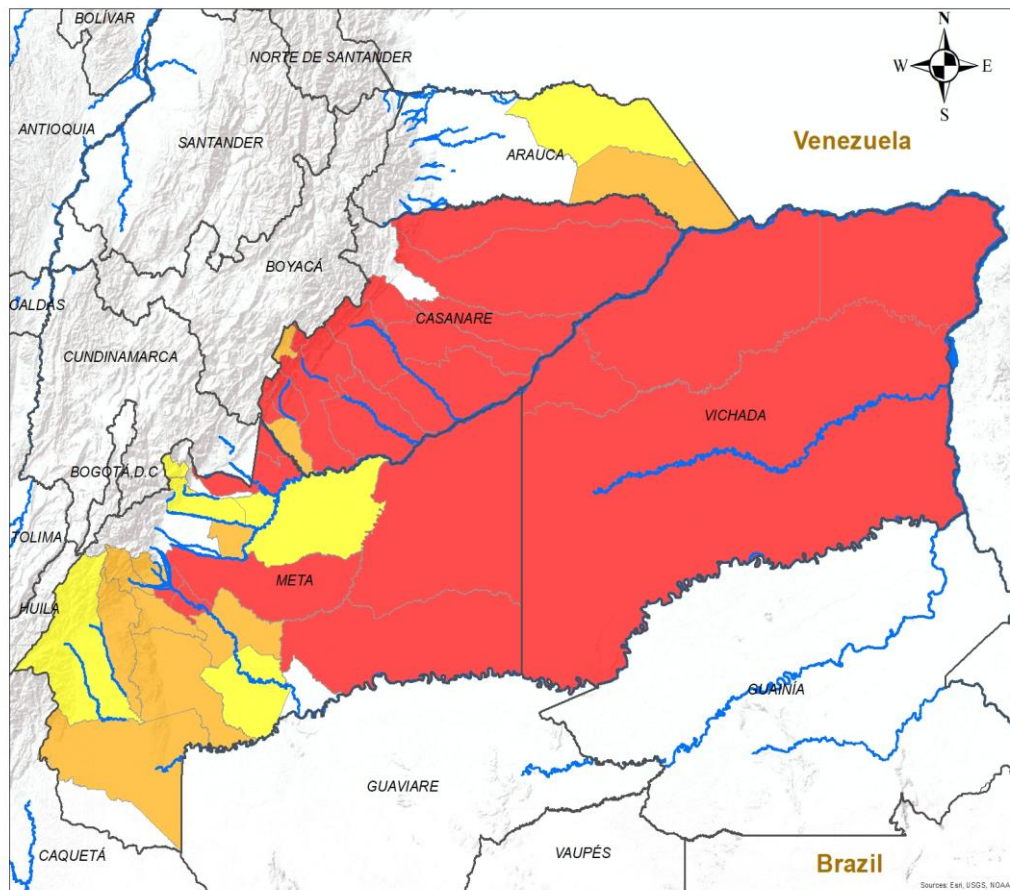 BOLÍVAR
NORTE DE SANTANDER
N
W
E
S
ANTIOQUIA
SANTANDER
ARAUCA
Venezuela
BOYACÁ
CALDAS
CASANARE
CUNDINAMARCA
VICHADA
BOGOTÁ D.C
TOLIMA
META
HUILA
GUAINÍA
GUAVIARE
CAQUETÁ
VAUPÉS
Brazil
Sources: Esri, USGS, NOAA